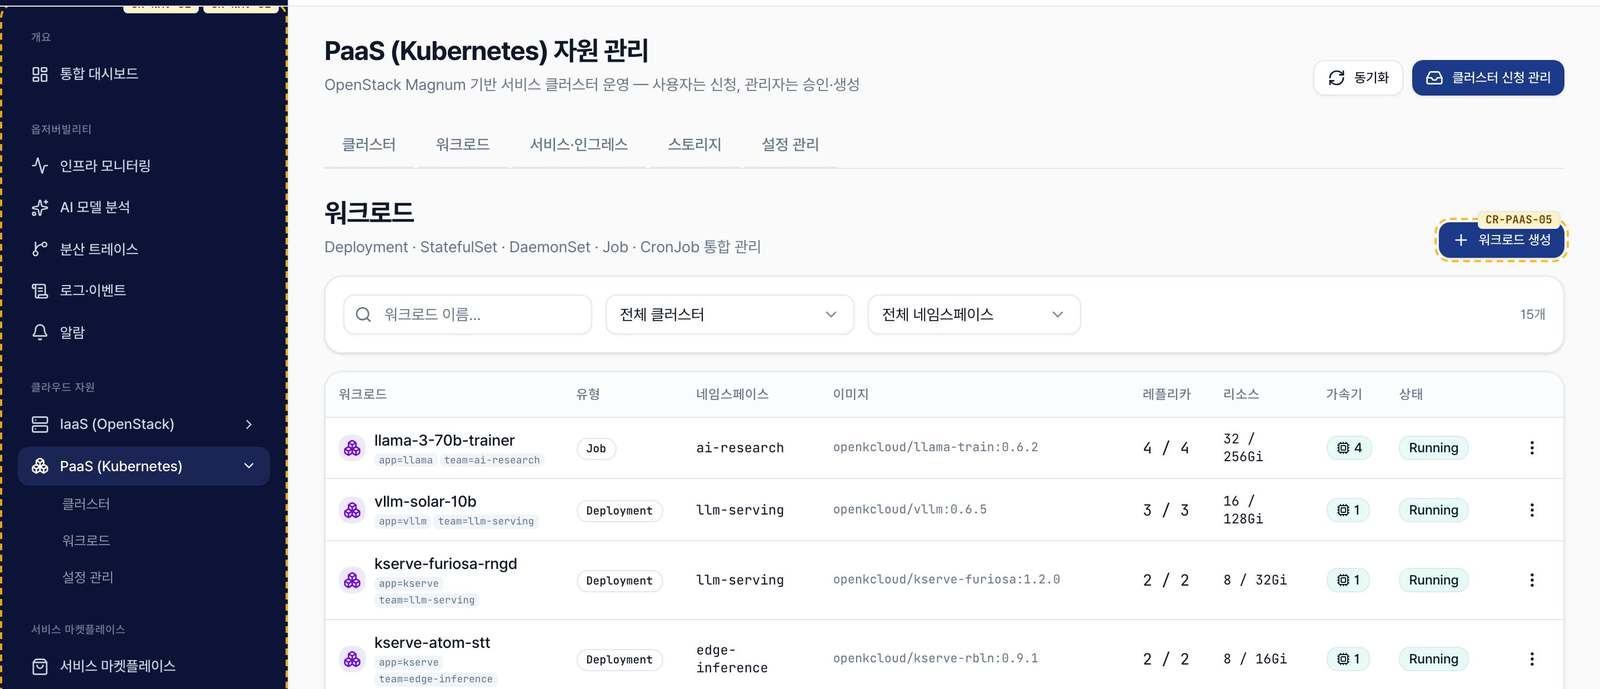 개요
통합 대시보드
옵저버빌리티
인프라 모니터링
AI 모델 분석
분산 트레이스
로그·이벤트
알람
클라우드 자원
IaaS (OpenStack)
PaaS (Kubernetes)
클러스터
워크로드
설정 관리
서비스 마켓플레이스
서비스 마켓플레이스
PaaS (Kubernetes) 자원 관리
OpenStack Magnum 기반 서비스 클러스터 운영 — 사용자는 신청, 관리자는 승인·생성
동기화
클러스터 신청 관리
클러스터 워크로드 서비스·인그레스 스토리지 설정 관리
워크로드
Deployment · StatefulSet · DaemonSet · Job · CronJob 통합 관리
CR-PAAS-05
워크로드 생성
워크로드 이름...
전체 클러스터
전체 네임스페이스
15개
워크로드 유형 네임스페이스 이미지 레플리카 리소스 가속기 상태
llama-3-70b-trainer
app=llama team=ai-research
Job
ai-research
openkcloud/llama-train:0.6.2
4 / 4
32 /
256Gi
4
Running
vllm-solar-10b
app=vllm team=llm-serving
Deployment
llm-serving
openkcloud/vllm:0.6.5
3 / 3
16 /
128Gi
1
Running
kserve-furiosa-rngd
app=kserve
team=llm-serving
Deployment
llm-serving
openkcloud/kserve-furiosa:1.2.0
2 / 2
8 / 32Gi
1
Running
kserve-atom-stt
app=kserve
team=edge-inference
Deployment
edge-
inference
openkcloud/kserve-rbln:0.9.1
2 / 2
8 / 16Gi
1
Running